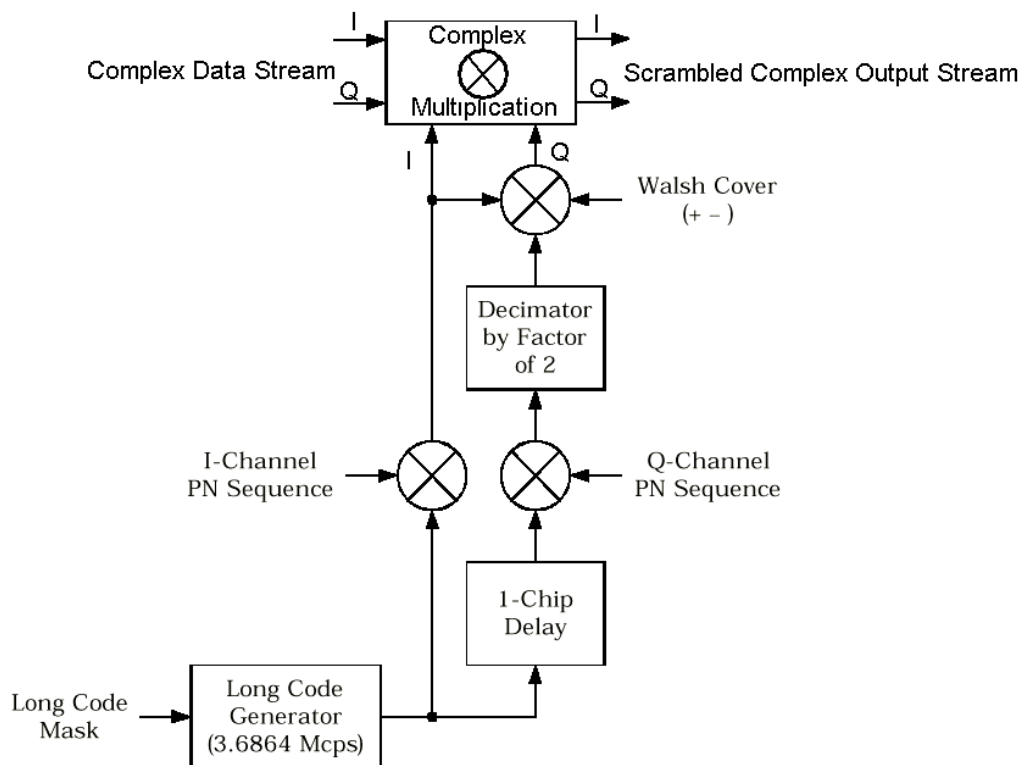 I
Complex
I
Complex Data Stream
Scrambled Complex Output Stream
Q
Multiplication
Q
I
Q
Walsh Cover
(+ – )
Decimator
by Factor
of 2
I-Channel
PN Sequence
Q-Channel
PN Sequence
1-Chip
Delay
Long Code
Mask
Long Code
Generator
(3.6864 Mcps)